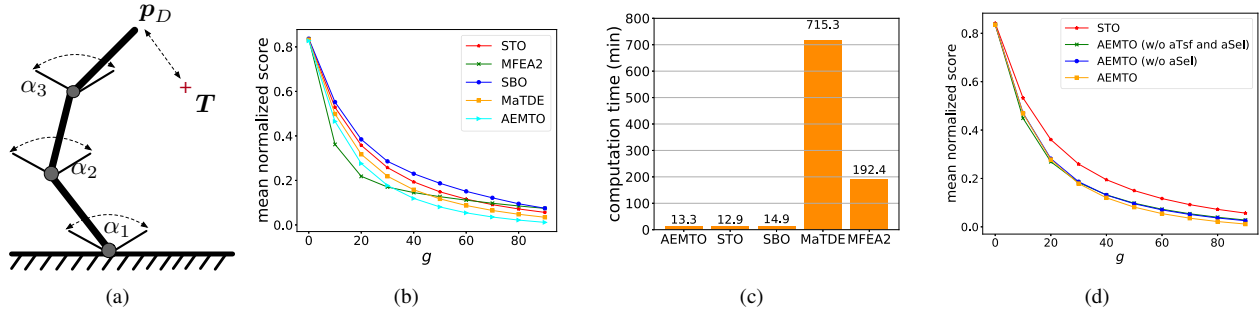 p_D
α_3
T
α_2
α_1
(a)
mean normalized score
0.8
0.6
0.4
0.2
0.0
STO
MFEA2
SBO
MaTDE
AEMTO
0 20 40 60 80
g
(b)
computation time (min)
800
700
600
500
400
300
200
100
0
13.3
12.9
14.9
715.3
192.4
AEMTO STO SBO MaTDE MFEA2
(c)
mean normalized score
0.8
0.6
0.4
0.2
0.0
STO
AEMTO (w/o aTsf and aSel)
AEMTO (w/o aSel)
AEMTO
0 20 40 60 80
g
(d)